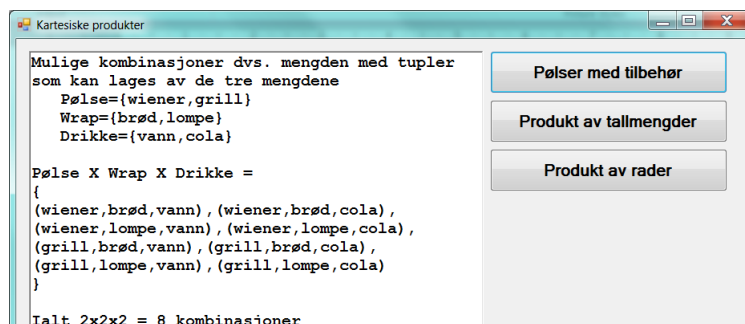 Kartesiske produkter
Mulige kombinasjoner dvs. mengden med tupler
som kan lages av de tre mengdene
Pølse={wiener,grill}
Wrap={brød,lompe}
Drikke={vann,cola}
Pølse X Wrap X Drikke =
{
(wiener,brød,vann),(wiener,brød,cola),
(wiener,lompe,vann),(wiener,lompe,cola),
(grill,brød,vann),(grill,brød,cola),
(grill,lompe,vann),(grill,lompe,cola)
}
Ialt 2x2x2 = 8 kombinasjoner
Pølser med tilbehør
Produkt av tallmengder
Produkt av rader